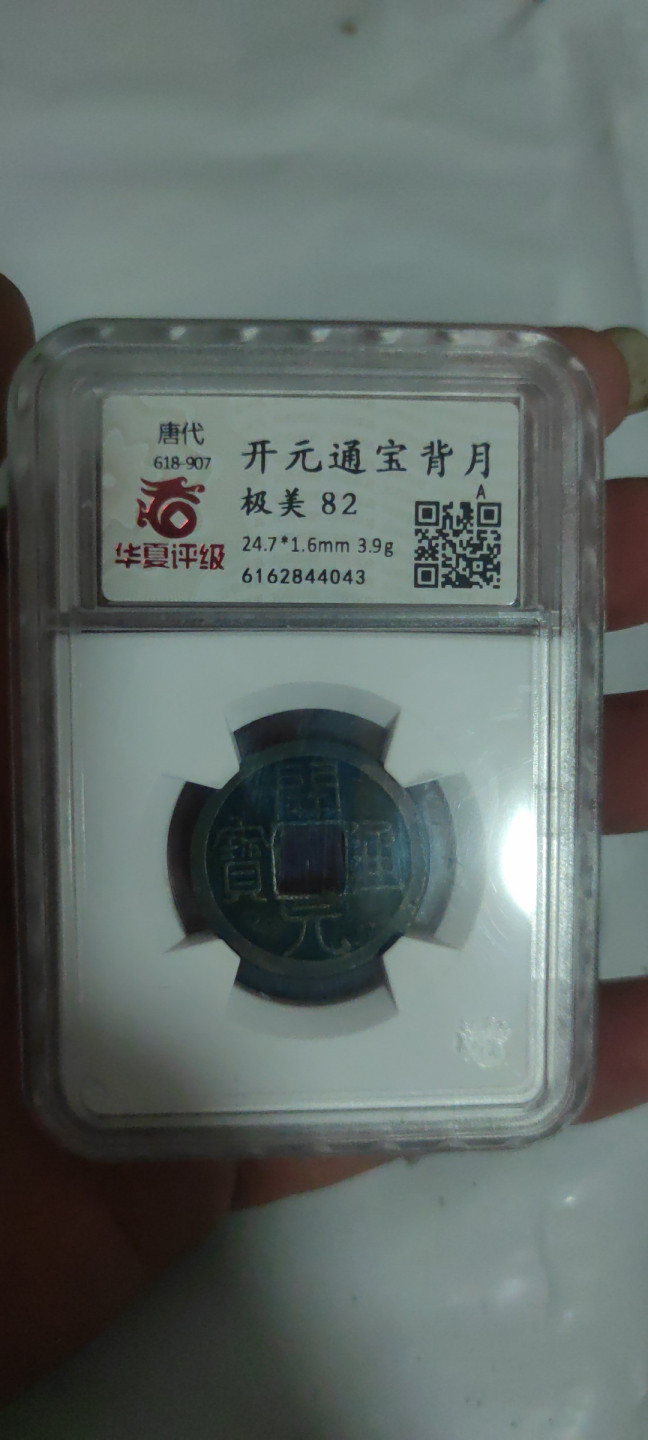 唐代
618-907
华夏评级
开元通宝背月
极美 82
A
24.7*1.6mm 3.9g
6162844043
開
元
通
寶